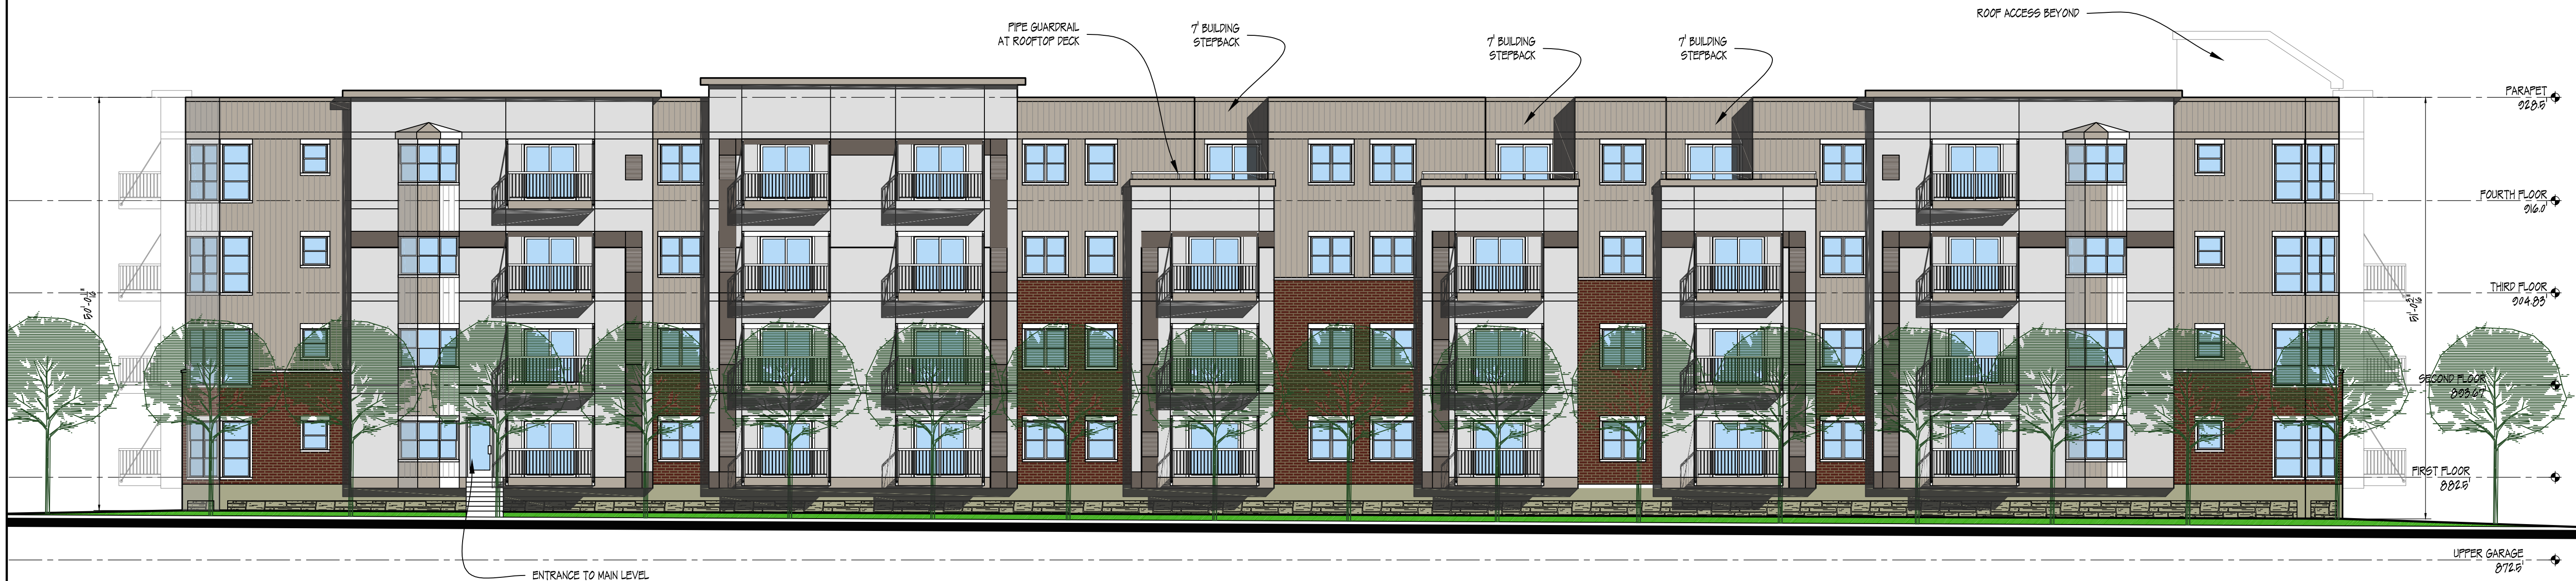 ROOF ACCESS BEYOND
PIPE GUARDRAIL
AT ROOFTOP DECK
7' BUILDING
STEPBACK
7' BUILDING
STEPBACK
7' BUILDING
STEPBACK
PARAPET
928.5'
FOURTH FLOOR
916.0'
THIRD FLOOR
904.83'
SECOND FLOOR
893.67'
FIRST FLOOR
882.5'
UPPER GARAGE
872.5'
ENTRANCE TO MAIN LEVEL